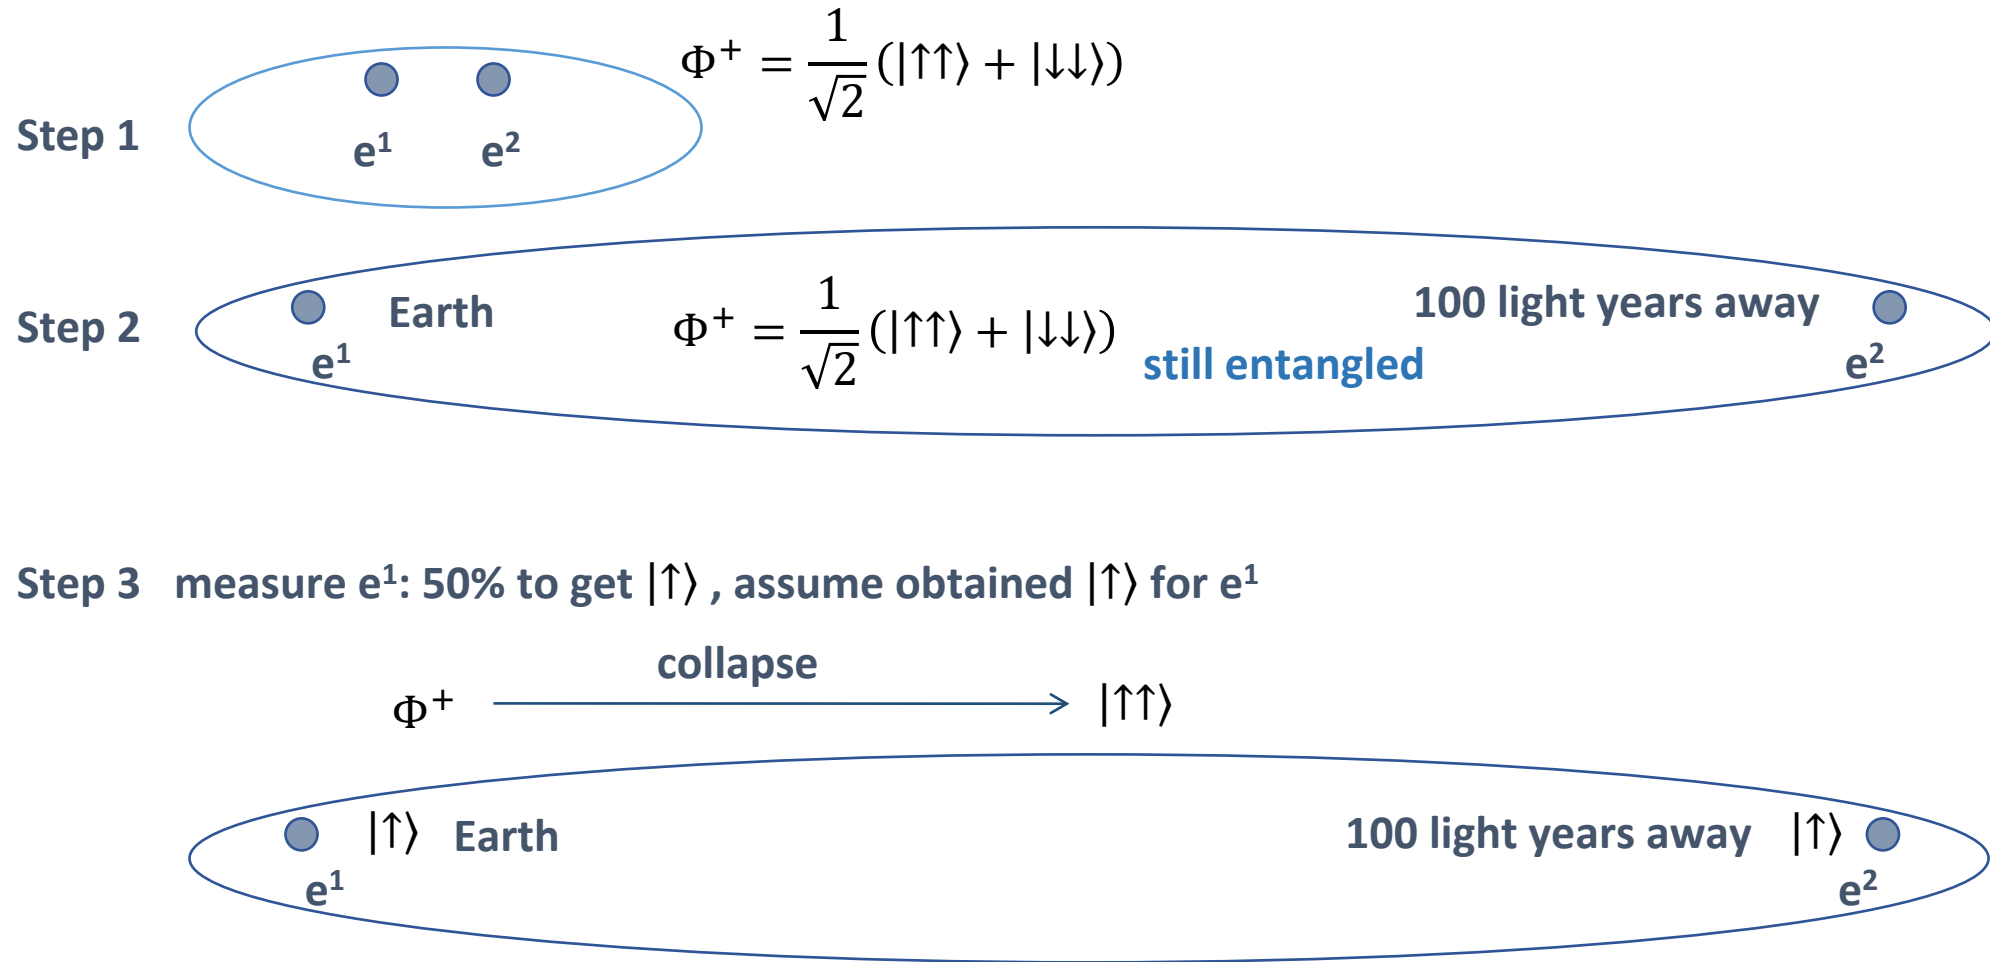 Φ⁺ = 1/√2 (|↑↑⟩ + |↓↓⟩)
Step 1
e¹ e²
Step 2
Earth
e¹
Φ⁺ = 1/√2 (|↑↑⟩ + |↓↓⟩)
still entangled
100 light years away
e²
Step 3 measure e¹: 50% to get |↑⟩ , assume obtained |↑⟩ for e¹
collapse
Φ⁺ |↑↑⟩
|↑⟩ Earth
e¹
100 light years away |↑⟩
e²